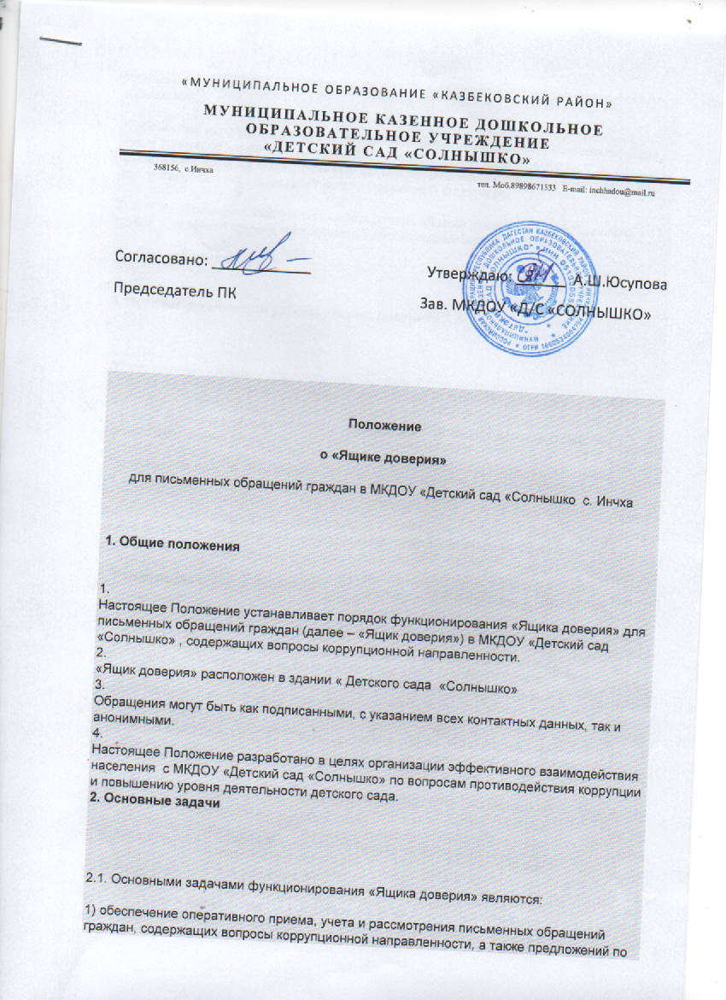 «МУНИЦИПАЛЬНОЕ ОБРАЗОВАНИЕ «КАЗБЕКОВСКИЙ РАЙОН»
МУНИЦИПАЛЬНОЕ КАЗЕННОЕ ДОШКОЛЬНОЕ
ОБРАЗОВАТЕЛЬНОЕ УЧРЕЖДЕНИЕ
«ДЕТСКИЙ САД «СОЛНЫШКО»
368156, с.Инчха
тел. Моб.89898671333 E-mail: inchhadou@mail.ru
Согласовано:
Утверждаю: А.Ш.Юсупова
Председатель ПК
Зав. МКДОУ «Д/С «СОЛНЫШКО»
Положение
о «Ящике доверия»
для письменных обращений граждан в МКДОУ «Детский сад «Солнышко с. Инчха
1. Общие положения
1.
Настоящее Положение устанавливает порядок функционирования «Ящика доверия» для
письменных обращений граждан (далее – «Ящик доверия») в МКДОУ «Детский сад
«Солнышко» , содержащих вопросы коррупционной направленности.
2.
«Ящик доверия» расположен в здании « Детского сада «Солнышко»
3.
Обращения могут быть как подписанными, с указанием всех контактных данных, так и
анонимными.
4.
Настоящее Положение разработано в целях организации эффективного взаимодействия
населения с МКДОУ «Детский сад «Солнышко» по вопросам противодействия коррупции
и повышению уровня деятельности детского сада.
2. Основные задачи
2.1. Основными задачами функционирования «Ящика доверия» являются:
1) обеспечение оперативного приема, учета и рассмотрения письменных обращений
граждан, содержащих вопросы коррупционной направленности, а также предложений по